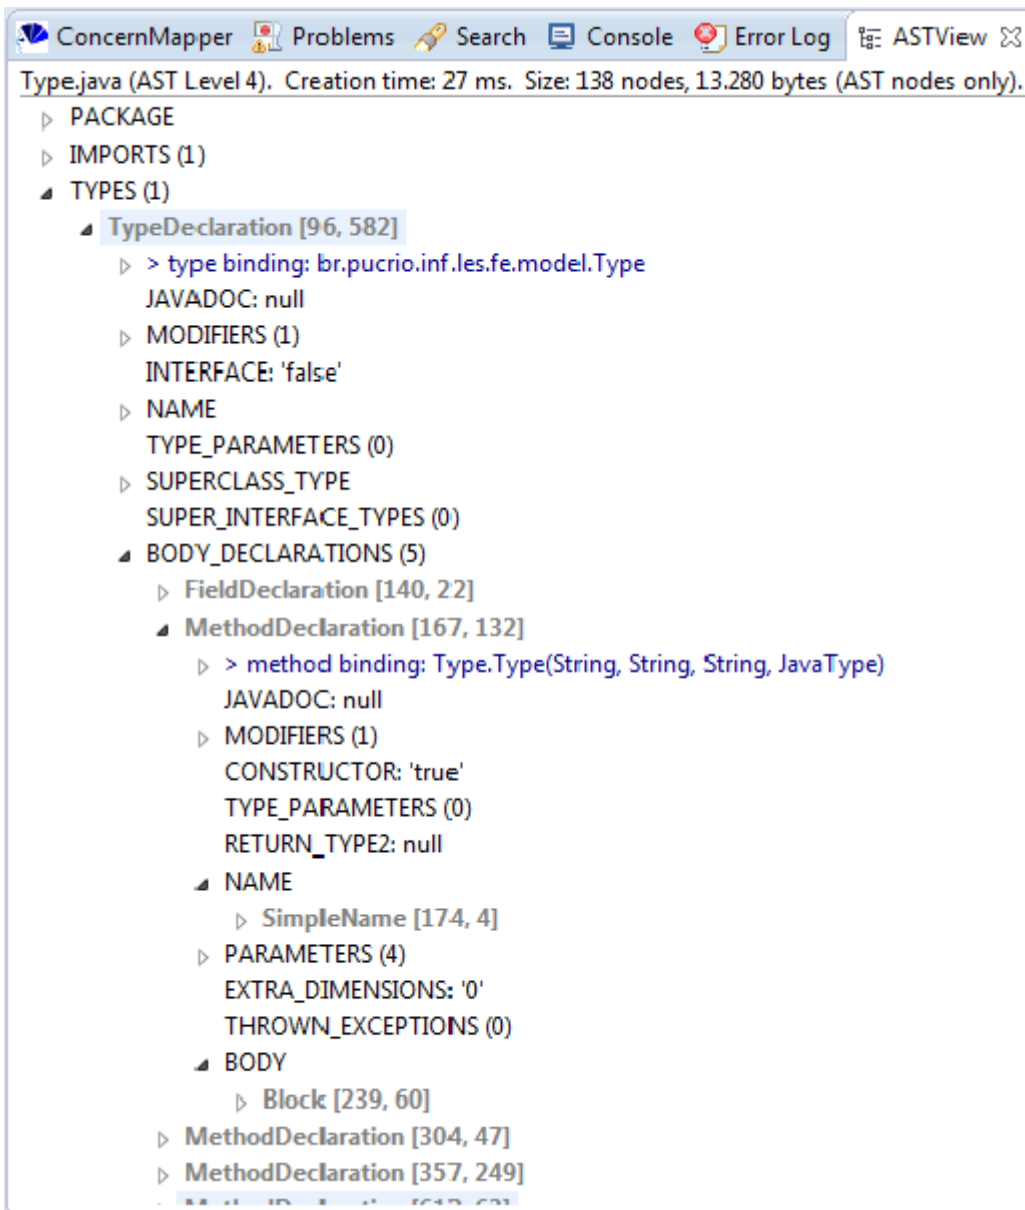 ConcernMapper Problems Search Console Error Log ASTView
Type.java (AST Level 4). Creation time: 27 ms. Size: 138 nodes, 13.280 bytes (AST nodes only).
PACKAGE
IMPORTS (1)
TYPES (1)
TypeDeclaration [96, 582]
> type binding: br.pucrio.inf.les.fe.model.Type
JAVADOC: null
MODIFIERS (1)
INTERFACE: 'false'
NAME
TYPE_PARAMETERS (0)
SUPERCLASS_TYPE
SUPER_INTERFACE_TYPES (0)
BODY_DECLARATIONS (5)
FieldDeclaration [140, 22]
MethodDeclaration [167, 132]
> method binding: Type.Type(String, String, String, JavaType)
JAVADOC: null
MODIFIERS (1)
CONSTRUCTOR: 'true'
TYPE_PARAMETERS (0)
RETURN_TYPE2: null
NAME
SimpleName [174, 4]
PARAMETERS (4)
EXTRA_DIMENSIONS: '0'
THROWN_EXCEPTIONS (0)
BODY
Block [239, 60]
MethodDeclaration [304, 47]
MethodDeclaration [357, 249]